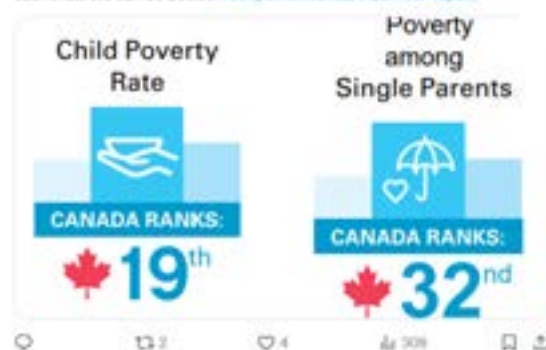 Child Poverty
Rate
CANADA RANKS:
19th
Poverty
among
Single Parents
CANADA RANKS:
32nd
2
4
309